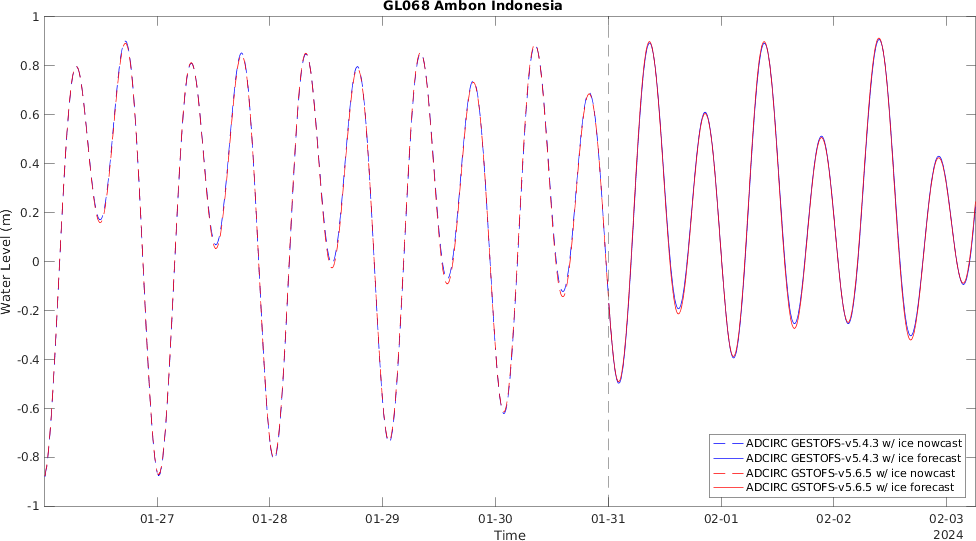 GL068 Ambon Indonesia
1
0.8
0.6
0.4
0.2
0
-0.2
-0.4
-0.6
-0.8
-1
Water Level (m)
01-27
01-28
01-29
01-30
01-31
02-01
02-02
02-03
2024
Time
ADCIRC GESTOFS-v5.4.3 w/ ice nowcast
ADCIRC GESTOFS-v5.4.3 w/ ice forecast
ADCIRC GSTOFS-v5.6.5 w/ ice nowcast
ADCIRC GSTOFS-v5.6.5 w/ ice forecast